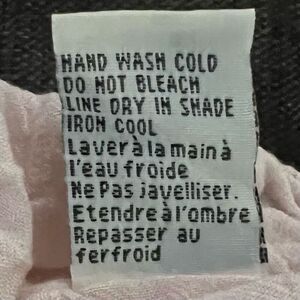 HAND WASH COLD
DO NOT BLEACH
LINE DRY IN SHADE
IRON COOL
Laver à la main à
l'eau froide
Ne Pas javelliser.
Etendre à l'ombre
Repasser au
ferfroid